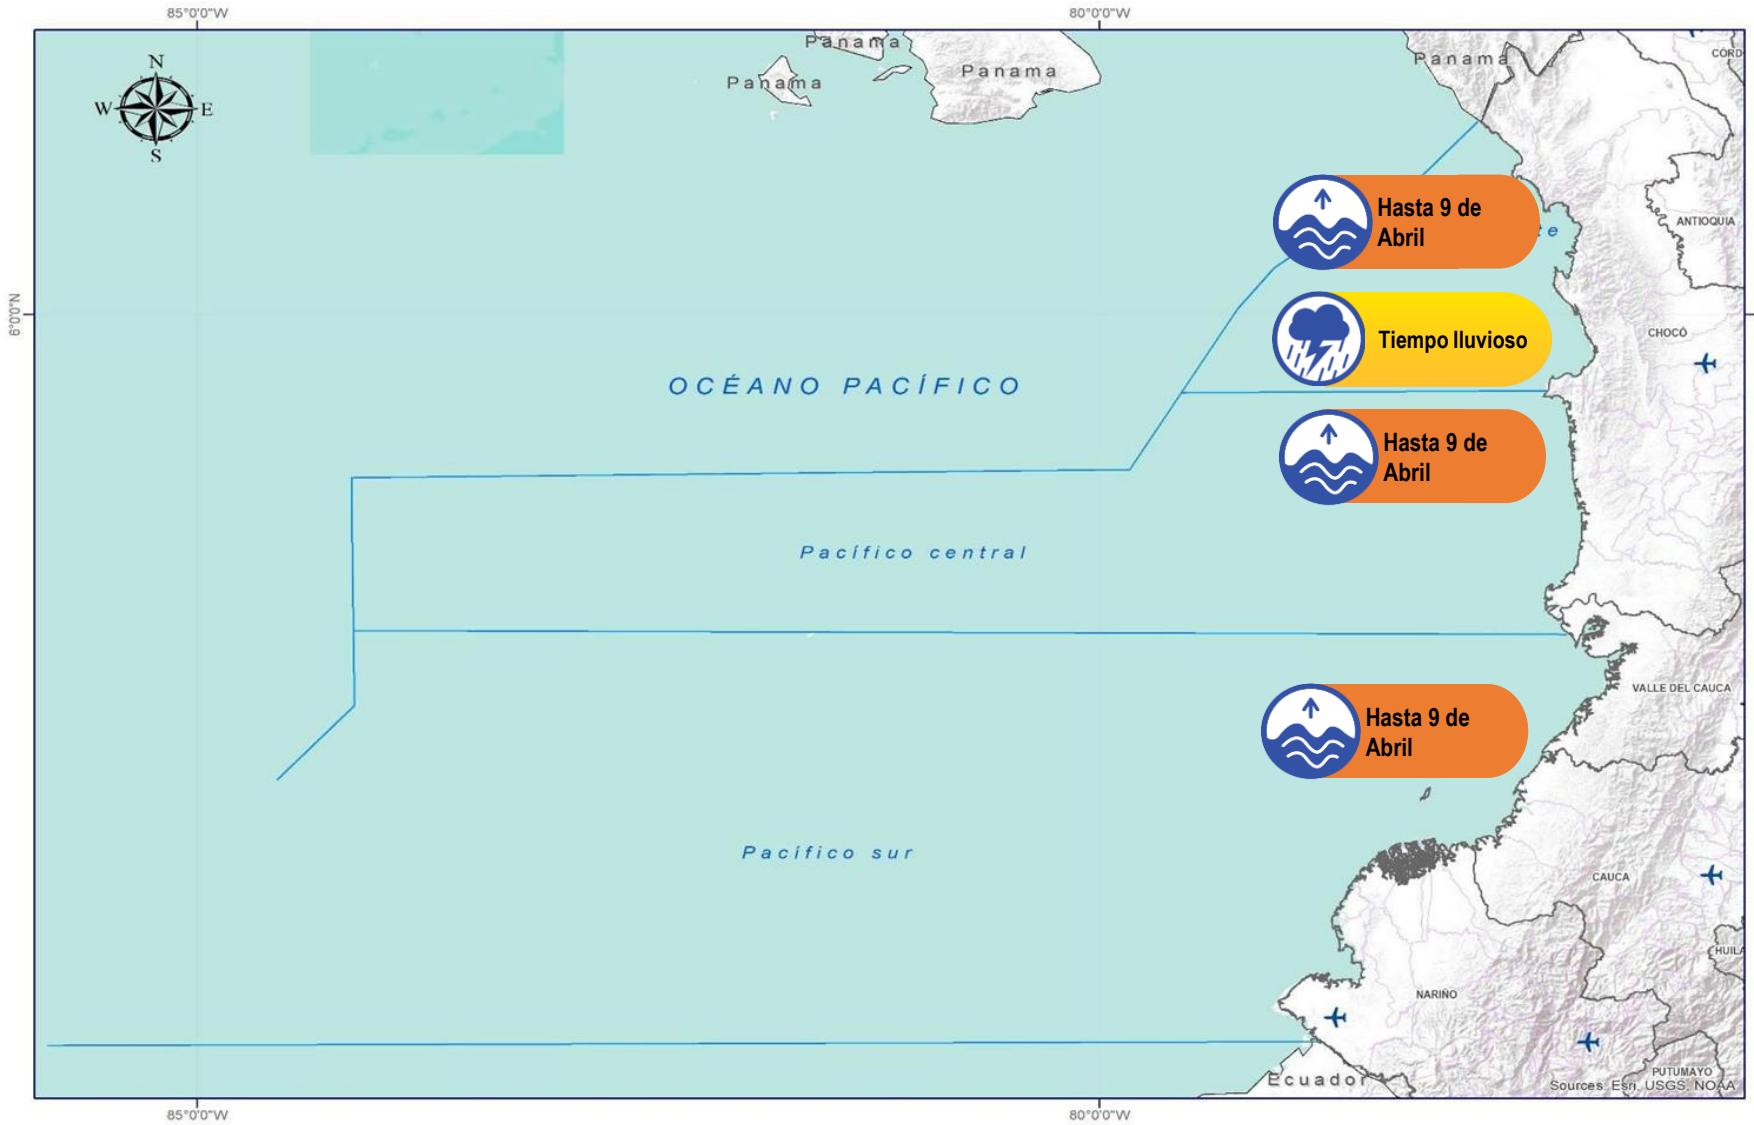 85°0'0"W
80°0'0"W
N
W
E
S
Panama
Panama
Panama
Panama
CÓRD
Hasta 9 de
Abril
te
ANTIOQUIA
6°0'0"N
Tiempo lluvioso
CHOCÓ
OCÉANO PACÍFICO
Hasta 9 de
Abril
Pacífico central
VALLE DEL CAUCA
Hasta 9 de
Abril
Pacífico sur
CAUCA
HUILA
NARIÑO
PUTUMAYO
Ecuador
Sources: Esri, USGS, NOAA
85°0'0"W
80°0'0"W